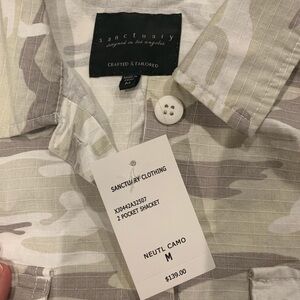 sanctuary
designed in los angeles
CRAFTED & TAILORED
SANCTUARY CLOTHING
2 POCKET SHACKET
NEUTL CAMO
M
$139.00